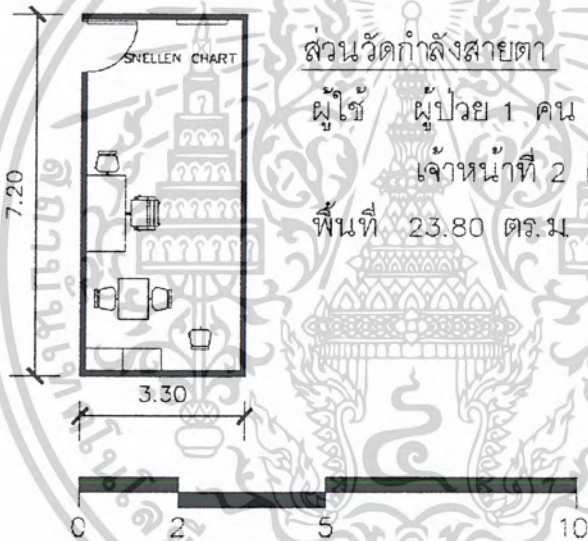 SNELLEN CHART
7.20
3.30
ส่วนวัดกำลังสายตา
ผู้ใช้ ผู้ป่วย 1 คน
เจ้าหน้าที่ 2
พื้นที่ 23.80 ตร.ม.
0 2 5 10